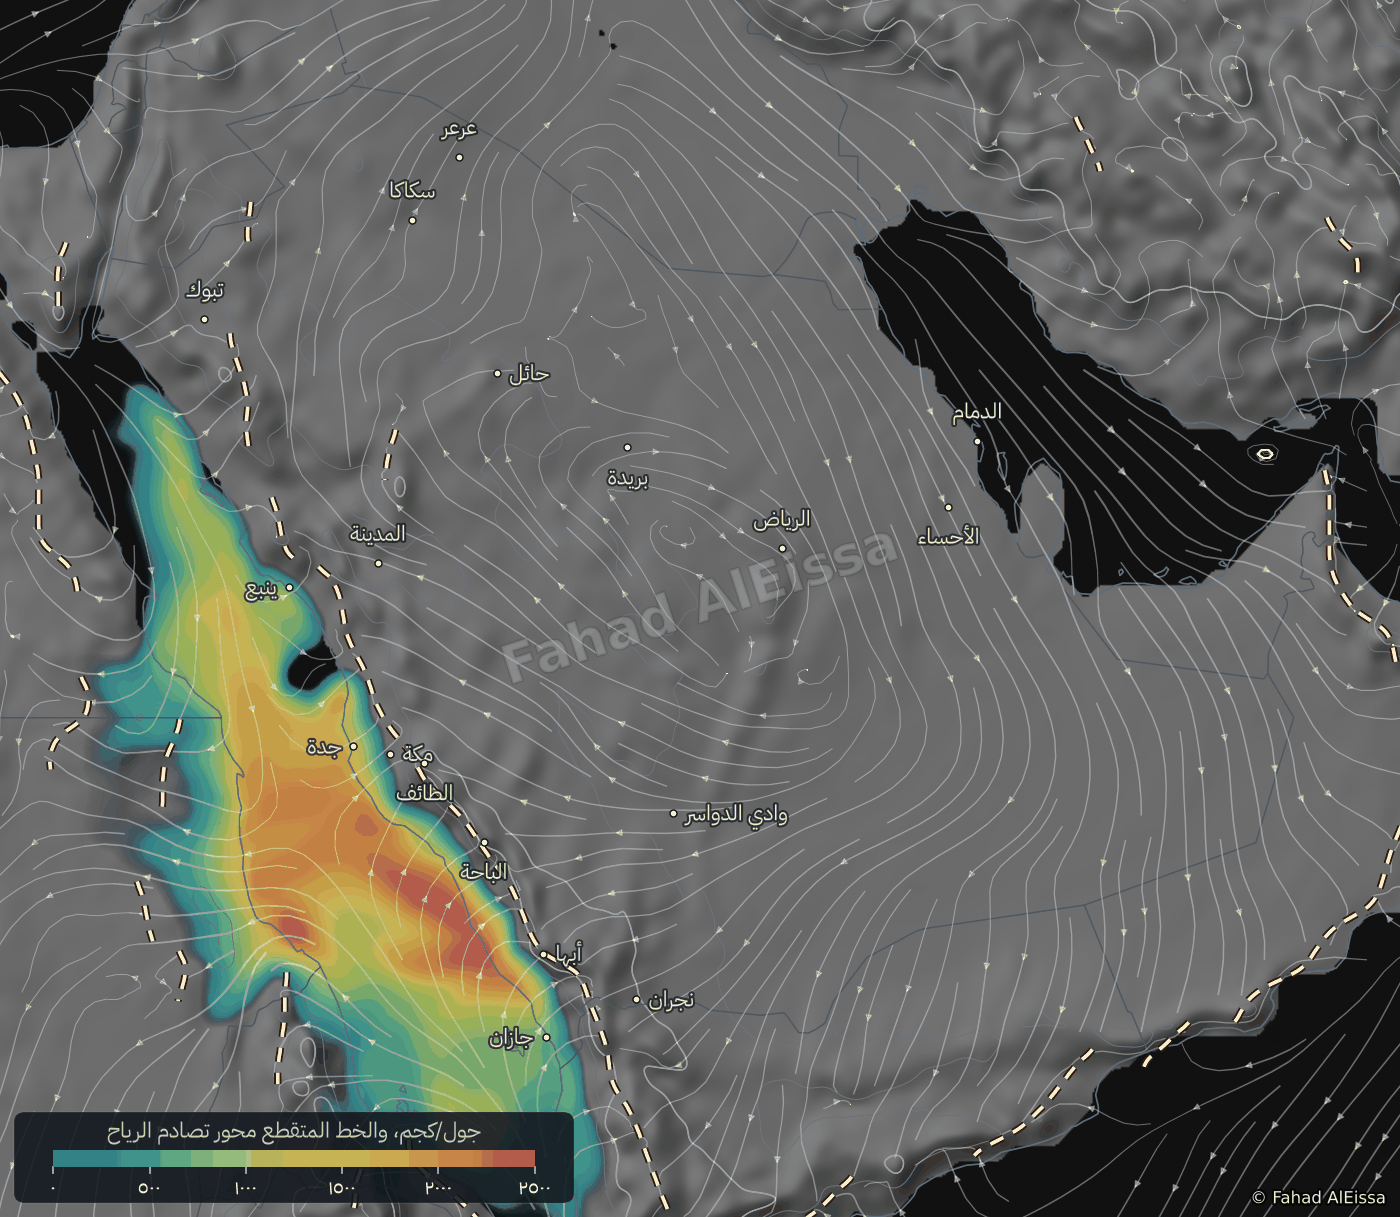 عرعر
سكاكا
تبوك
حائل
الدمام
بريدة
الرياض
الأحساء
المدينة
Fahad AlEissa
ينبع
جدة
مكة
الطائف
وادي الدواسر
الباحة
أبها
نجران
جازان
جول/كجم، والخط المتقطع محور تصادم الرياح
٠ ٥٠٠ ١٠٠٠ ١٥٠٠ ٢٠٠٠ ٢٥٠٠
© Fahad AlEissa